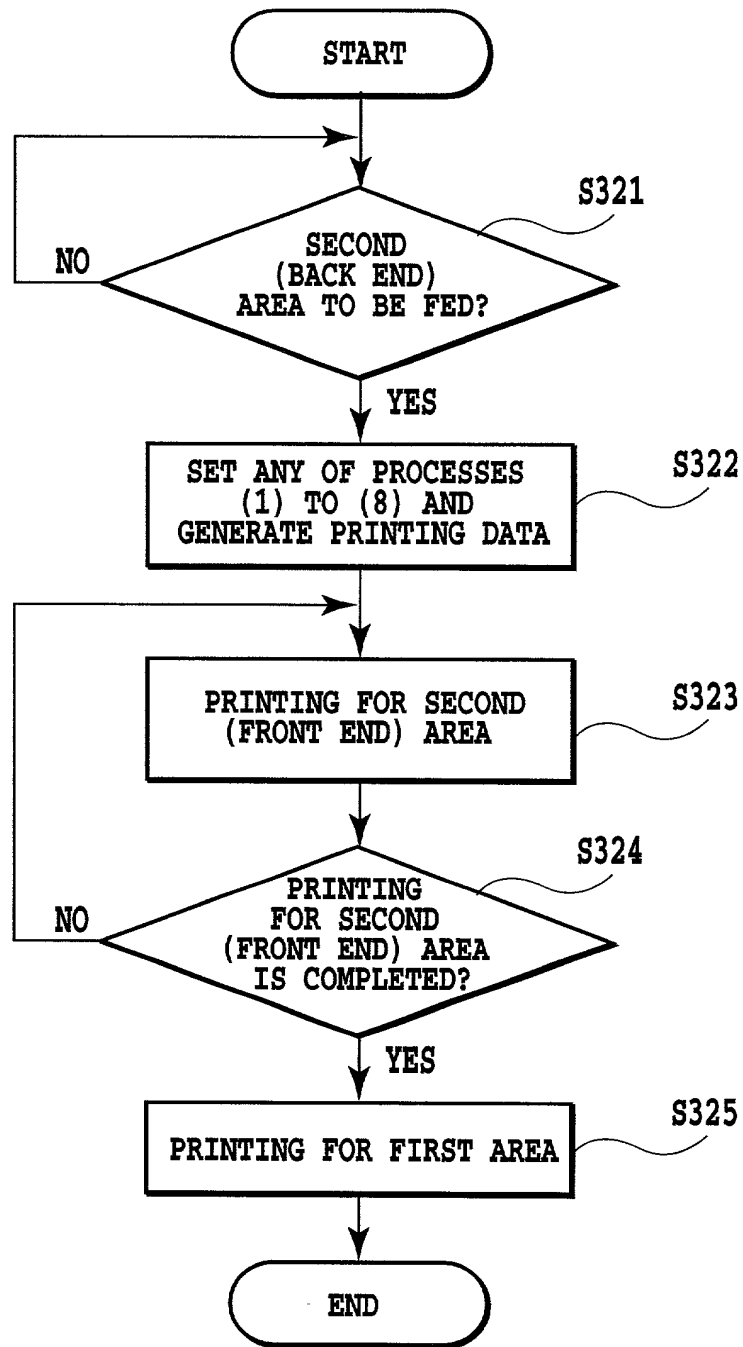 START
S321
SECOND
(BACK END)
AREA TO BE FED?
NO
YES
SET ANY OF PROCESSES
(1) TO (8) AND
GENERATE PRINTING DATA
S322
PRINTING FOR SECOND
(FRONT END) AREA
S323
S324
PRINTING
FOR SECOND
(FRONT END) AREA
IS COMPLETED?
NO
YES
PRINTING FOR FIRST AREA
S325
END